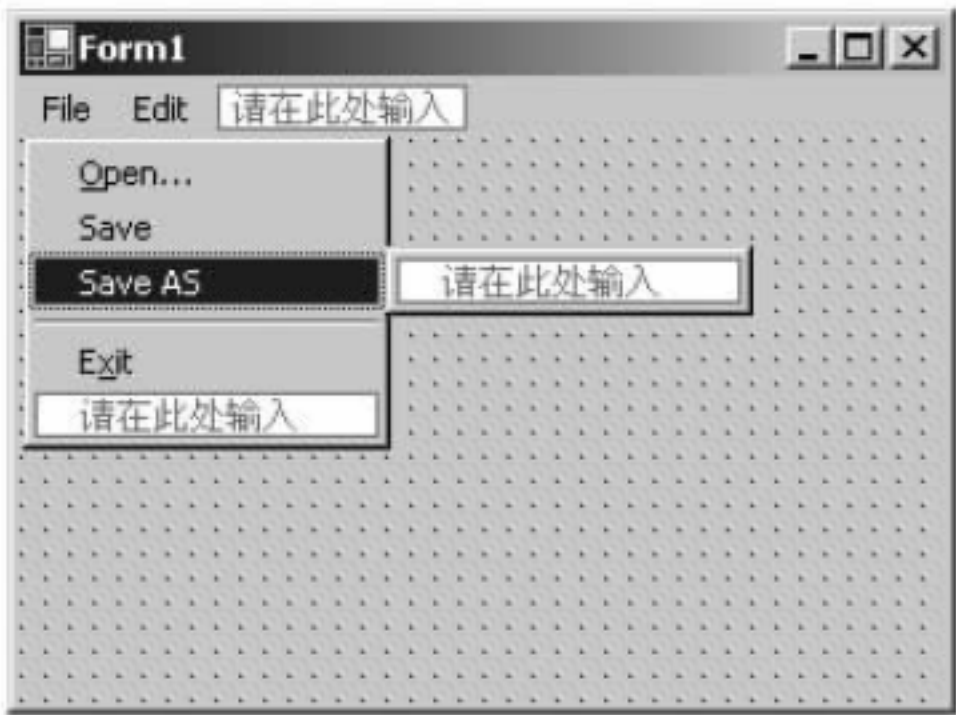 Form1
File Edit 请在此处输入
Open...
Save
Save AS 请在此处输入
Exit
请在此处输入